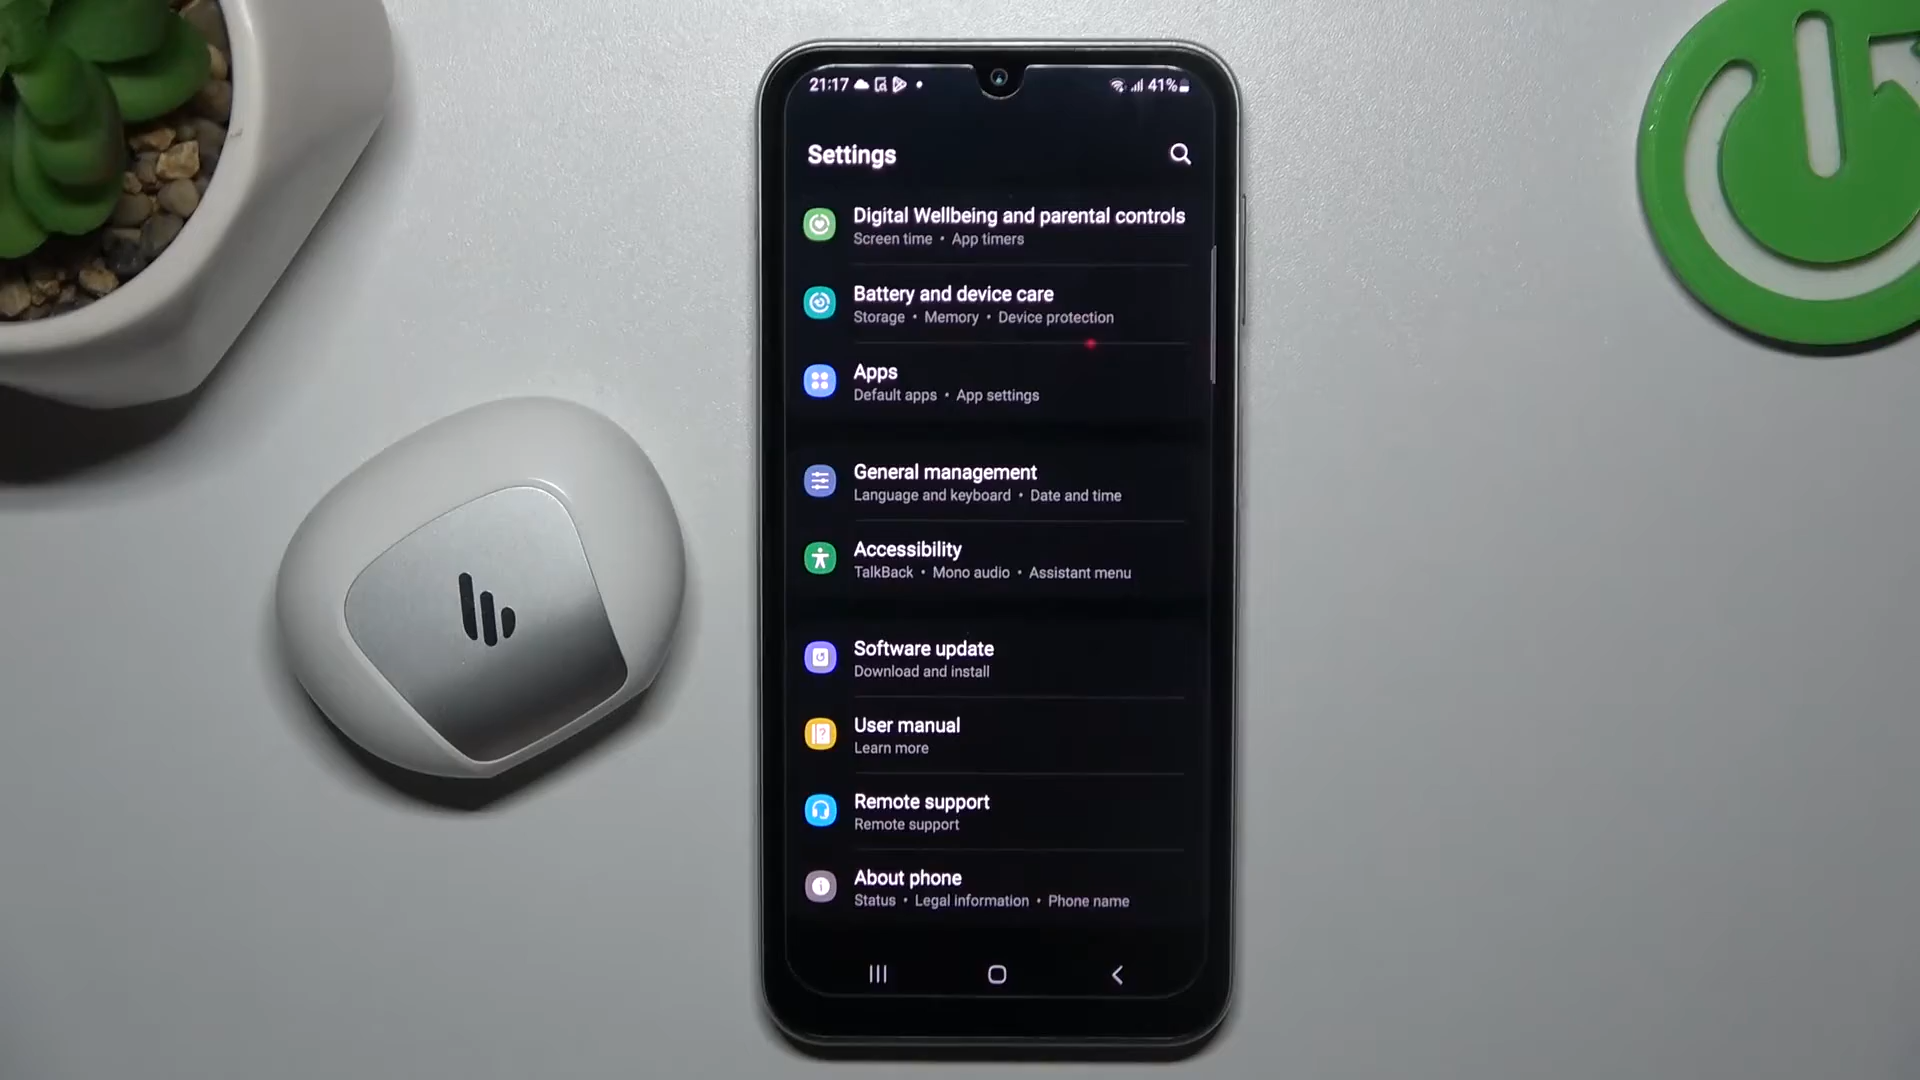 21:17
41%
Settings
Digital Wellbeing and parental controls
Screen time • App timers
Battery and device care
Storage • Memory • Device protection
Apps
Default apps • App settings
General management
Language and keyboard • Date and time
Accessibility
TalkBack • Mono audio • Assistant menu
Software update
Download and install
User manual
Learn more
Remote support
Remote support
About phone
Status • Legal information • Phone name